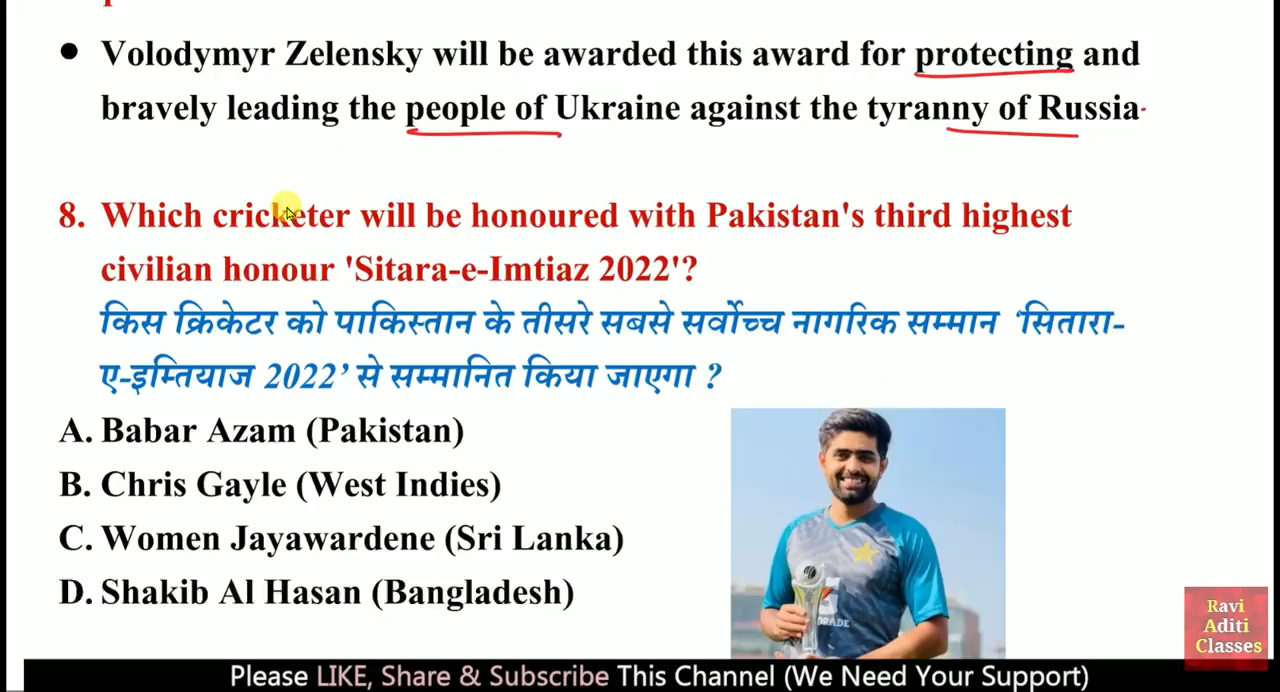 • Volodymyr Zelensky will be awarded this award for protecting and
bravely leading the people of Ukraine against the tyranny of Russia
8. Which cricketer will be honoured with Pakistan's third highest
civilian honour 'Sitara-e-Imtiaz 2022'?
किस क्रिकेटर को पाकिस्तान के तीसरे सबसे सर्वोच्च नागरिक सम्मान ‘सितारा-
ए-इम्तियाज 2022’ से सम्मानित किया जाएगा ?
A. Babar Azam (Pakistan)
B. Chris Gayle (West Indies)
C. Women Jayawardene (Sri Lanka)
D. Shakib Al Hasan (Bangladesh)
Ravi
Aditi
Classes
Please LIKE, Share & Subscribe This Channel (We Need Your Support)